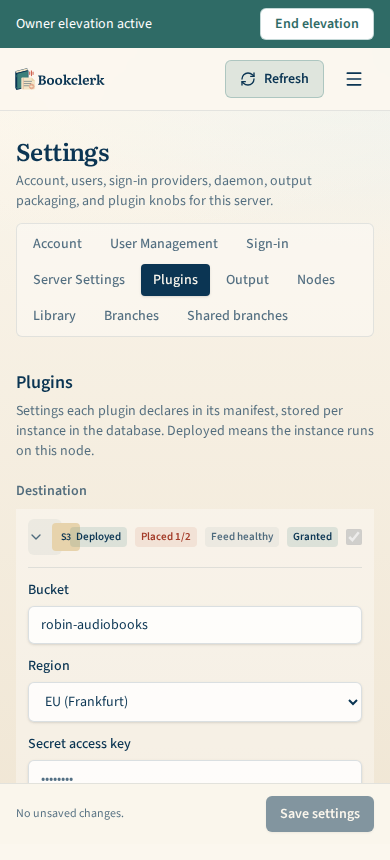 Owner elevation active
End elevation
Bookclerk
Refresh
Settings
Account, users, sign-in providers, daemon, output
packaging, and plugin knobs for this server.
Account User Management Sign-in
Server Settings Plugins Output Nodes
Library Branches Shared branches
Plugins
Settings each plugin declares in its manifest, stored per
instance in the database. Deployed means the instance runs
on this node.
Destination
S3 Deployed Placed 1/2 Feed healthy Granted
Bucket
robin-audiobooks
Region
EU (Frankfurt)
Secret access key
••••••••
No unsaved changes.
Save settings